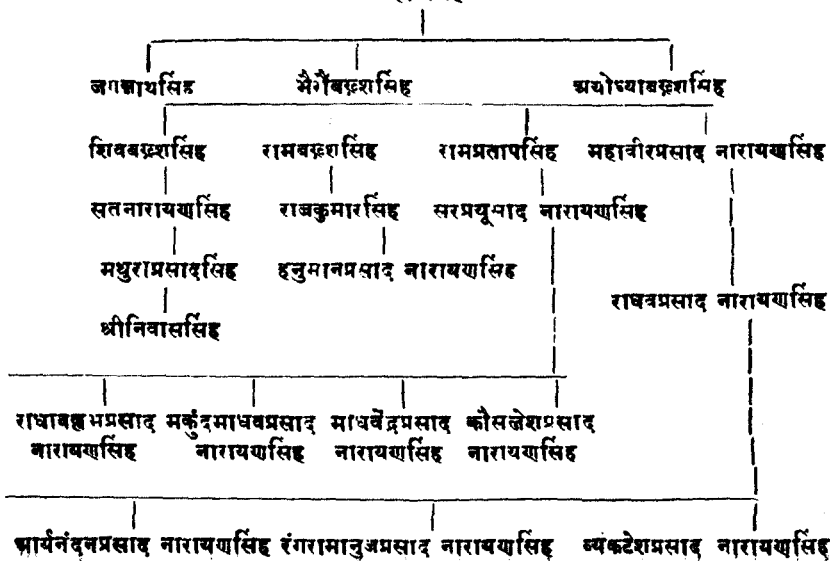 जगन्नाथसिंह भैरोंबख़्शसिंह अयोध्याबख़्शसिंह
शिवबख़्शसिंह रामबख़्शसिंह रामप्रतापसिंह महावीरप्रसाद नारायणसिंह
सतनारायणसिंह राजकुमारसिंह सरप्रयूसाद नारायणसिंह
मथुराप्रसादसिंह हनुमानप्रसाद नारायणसिंह
राघवप्रसाद नारायणसिंह
श्रीनिवाससिंह
राधाबल्लभप्रसाद मकुंदमाधवप्रसाद माधवेंद्रप्रसाद कौसलेशप्रसाद
नारायणसिंह नारायणसिंह नारायणसिंह नारायणसिंह
आर्यनंदनप्रसाद नारायणसिंह रंगरामानुजप्रसाद नारायणसिंह ब्यंकटेशप्रसाद नारायणसिंह